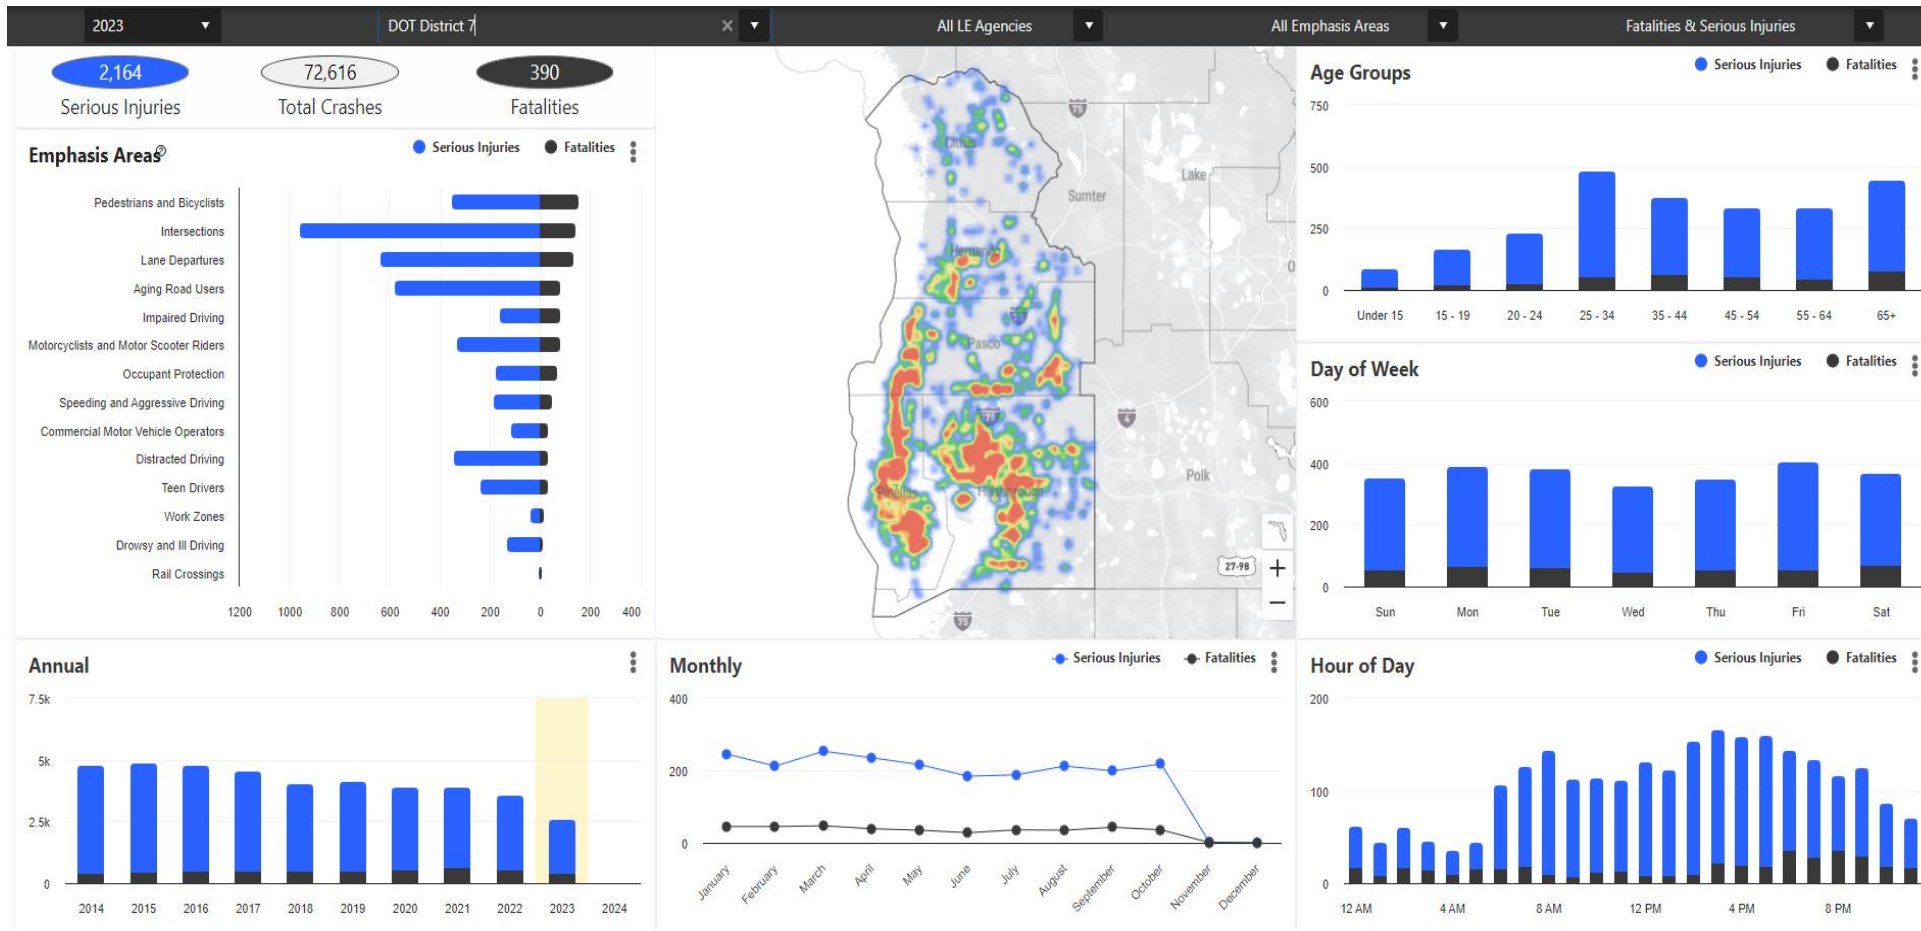 2023
DOT District 7
All LE Agencies
All Emphasis Areas
Fatalities & Serious Injuries
2,164
72,616
390
Serious Injuries
Total Crashes
Fatalities
Emphasis Areas
Serious Injuries
Fatalities
Pedestrians and Bicyclists
Intersections
Lane Departures
Aging Road Users
Impaired Driving
Motorcyclists and Motor Scooter Riders
Occupant Protection
Speeding and Aggressive Driving
Commercial Motor Vehicle Operators
Distracted Driving
Teen Drivers
Work Zones
Drowsy and Ill Driving
Rail Crossings
1200 1000 800 600 400 200 0 200 400
75
Citrus
Lake
Sumter
Hernando
O
75
Pasco
75
4
Polk
Pinellas
Hillsborough
27-98
+
−
75
Age Groups
Serious Injuries
Fatalities
750
500
250
0
Under 15 15 - 19 20 - 24 25 - 34 35 - 44 45 - 54 55 - 64 65+
Day of Week
Serious Injuries
Fatalities
600
400
200
0
Sun Mon Tue Wed Thu Fri Sat
Annual
7.5k
5k
2.5k
0
2014 2015 2016 2017 2018 2019 2020 2021 2022 2023 2024
Monthly
Serious Injuries
Fatalities
400
200
0
January February March April May June July August September October November December
Hour of Day
Serious Injuries
Fatalities
200
100
0
12 AM 4 AM 8 AM 12 PM 4 PM 8 PM